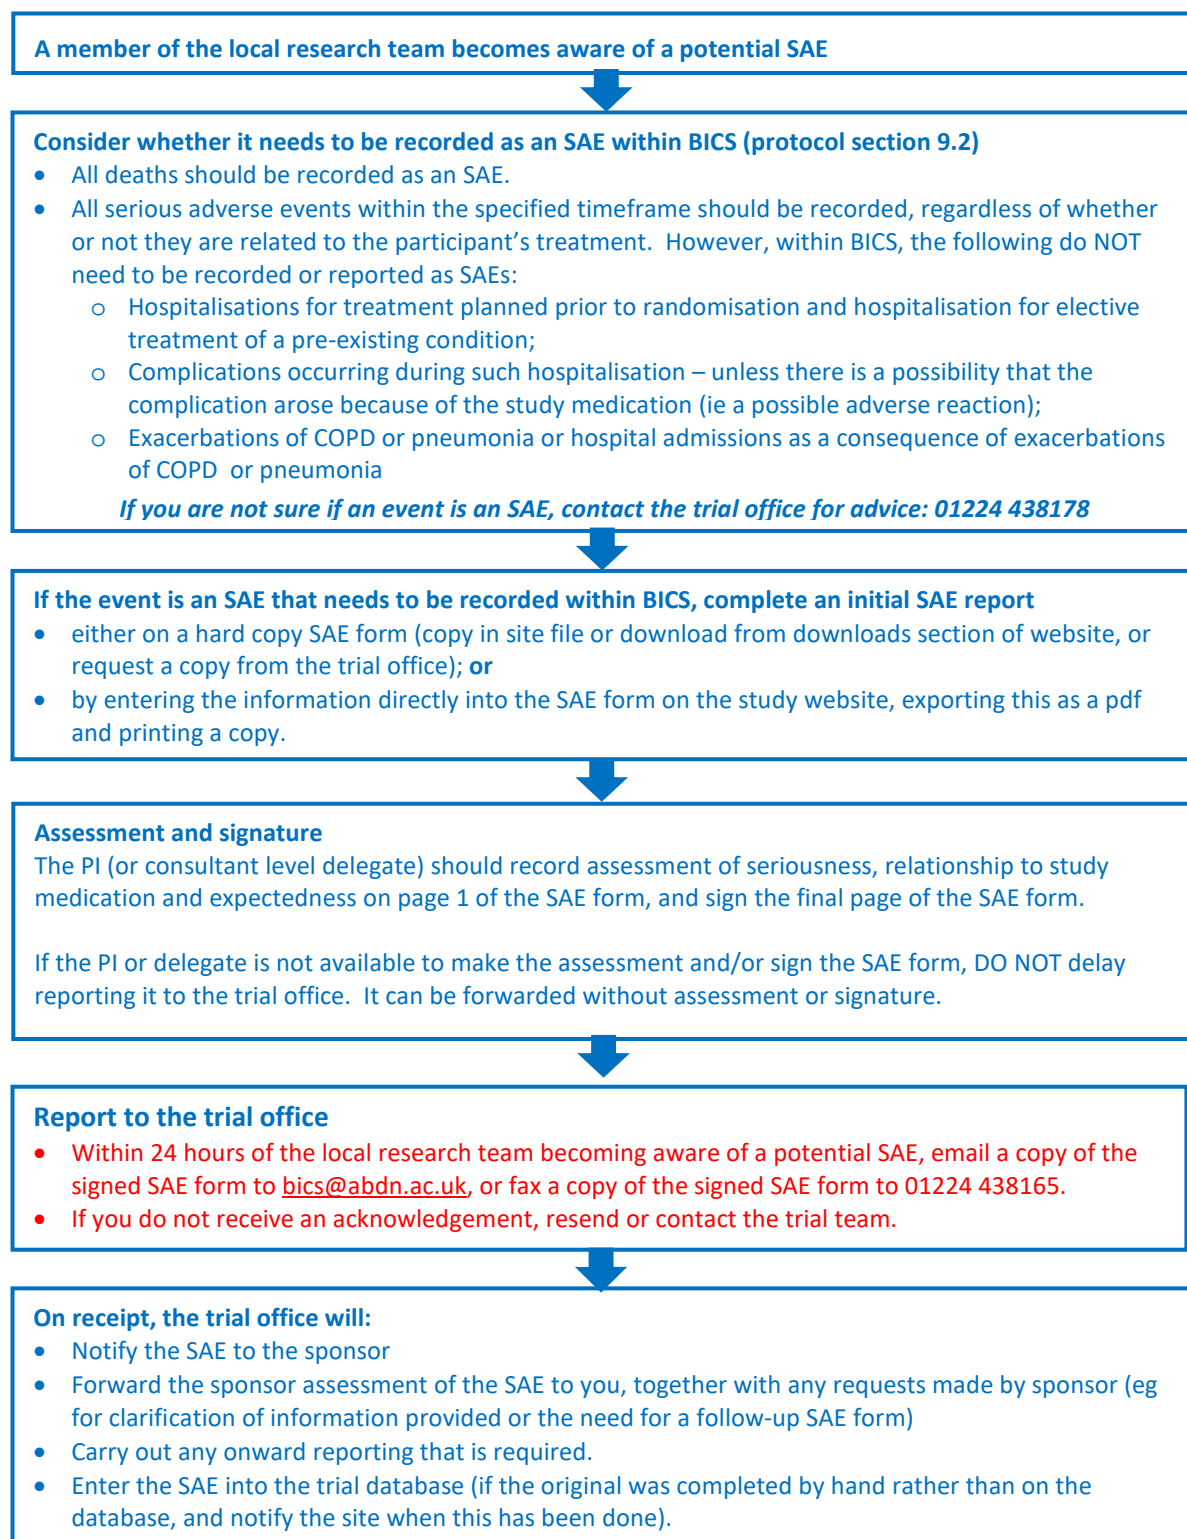 A member of the local research team becomes aware of a potential SAE
Consider whether it needs to be recorded as an SAE within BICS (protocol section 9.2)
• All deaths should be recorded as an SAE.
• All serious adverse events within the specified timeframe should be recorded, regardless of whether
or not they are related to the participant's treatment.  However, within BICS, the following do NOT
need to be recorded or reported as SAEs:
o Hospitalisations for treatment planned prior to randomisation and hospitalisation for elective
treatment of a pre-existing condition;
o Complications occurring during such hospitalisation – unless there is a possibility that the
complication arose because of the study medication (ie a possible adverse reaction);
o Exacerbations of COPD or pneumonia or hospital admissions as a consequence of exacerbations
of COPD  or pneumonia
If you are not sure if an event is an SAE, contact the trial office for advice: 01224 438178
If the event is an SAE that needs to be recorded within BICS, complete an initial SAE report
• either on a hard copy SAE form (copy in site file or download from downloads section of website, or
request a copy from the trial office); or
• by entering the information directly into the SAE form on the study website, exporting this as a pdf
and printing a copy.
Assessment and signature
The PI (or consultant level delegate) should record assessment of seriousness, relationship to study
medication and expectedness on page 1 of the SAE form, and sign the final page of the SAE form.
If the PI or delegate is not available to make the assessment and/or sign the SAE form, DO NOT delay
reporting it to the trial office.  It can be forwarded without assessment or signature.
Report to the trial office
• Within 24 hours of the local research team becoming aware of a potential SAE, email a copy of the
signed SAE form to bics@abdn.ac.uk, or fax a copy of the signed SAE form to 01224 438165.
• If you do not receive an acknowledgement, resend or contact the trial team.
On receipt, the trial office will:
• Notify the SAE to the sponsor
• Forward the sponsor assessment of the SAE to you, together with any requests made by sponsor (eg
for clarification of information provided or the need for a follow-up SAE form)
• Carry out any onward reporting that is required.
• Enter the SAE into the trial database (if the original was completed by hand rather than on the
database, and notify the site when this has been done).